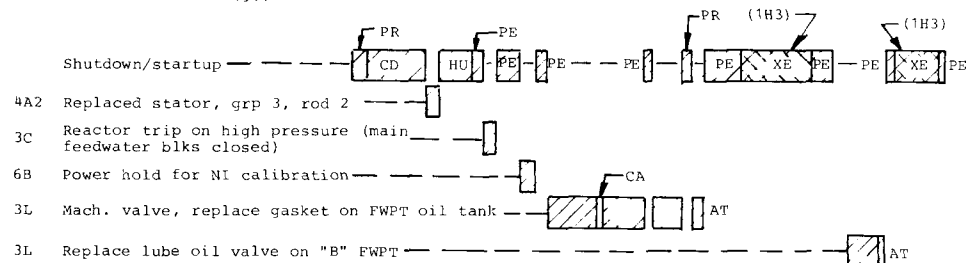 PR PE PR (1H3) (1H3)
Shutdown/startup CD HU PE PE PE PE XE PE PE XE PE
4A2 Replaced stator, grp 3, rod 2
3C Reactor trip on high pressure (main
feedwater blks closed)
6B Power hold for NI calibration
CA
3L Mach. valve, replace gasket on FWPT oil tank AT
3L Replace lube oil valve on "B" FWPT AT